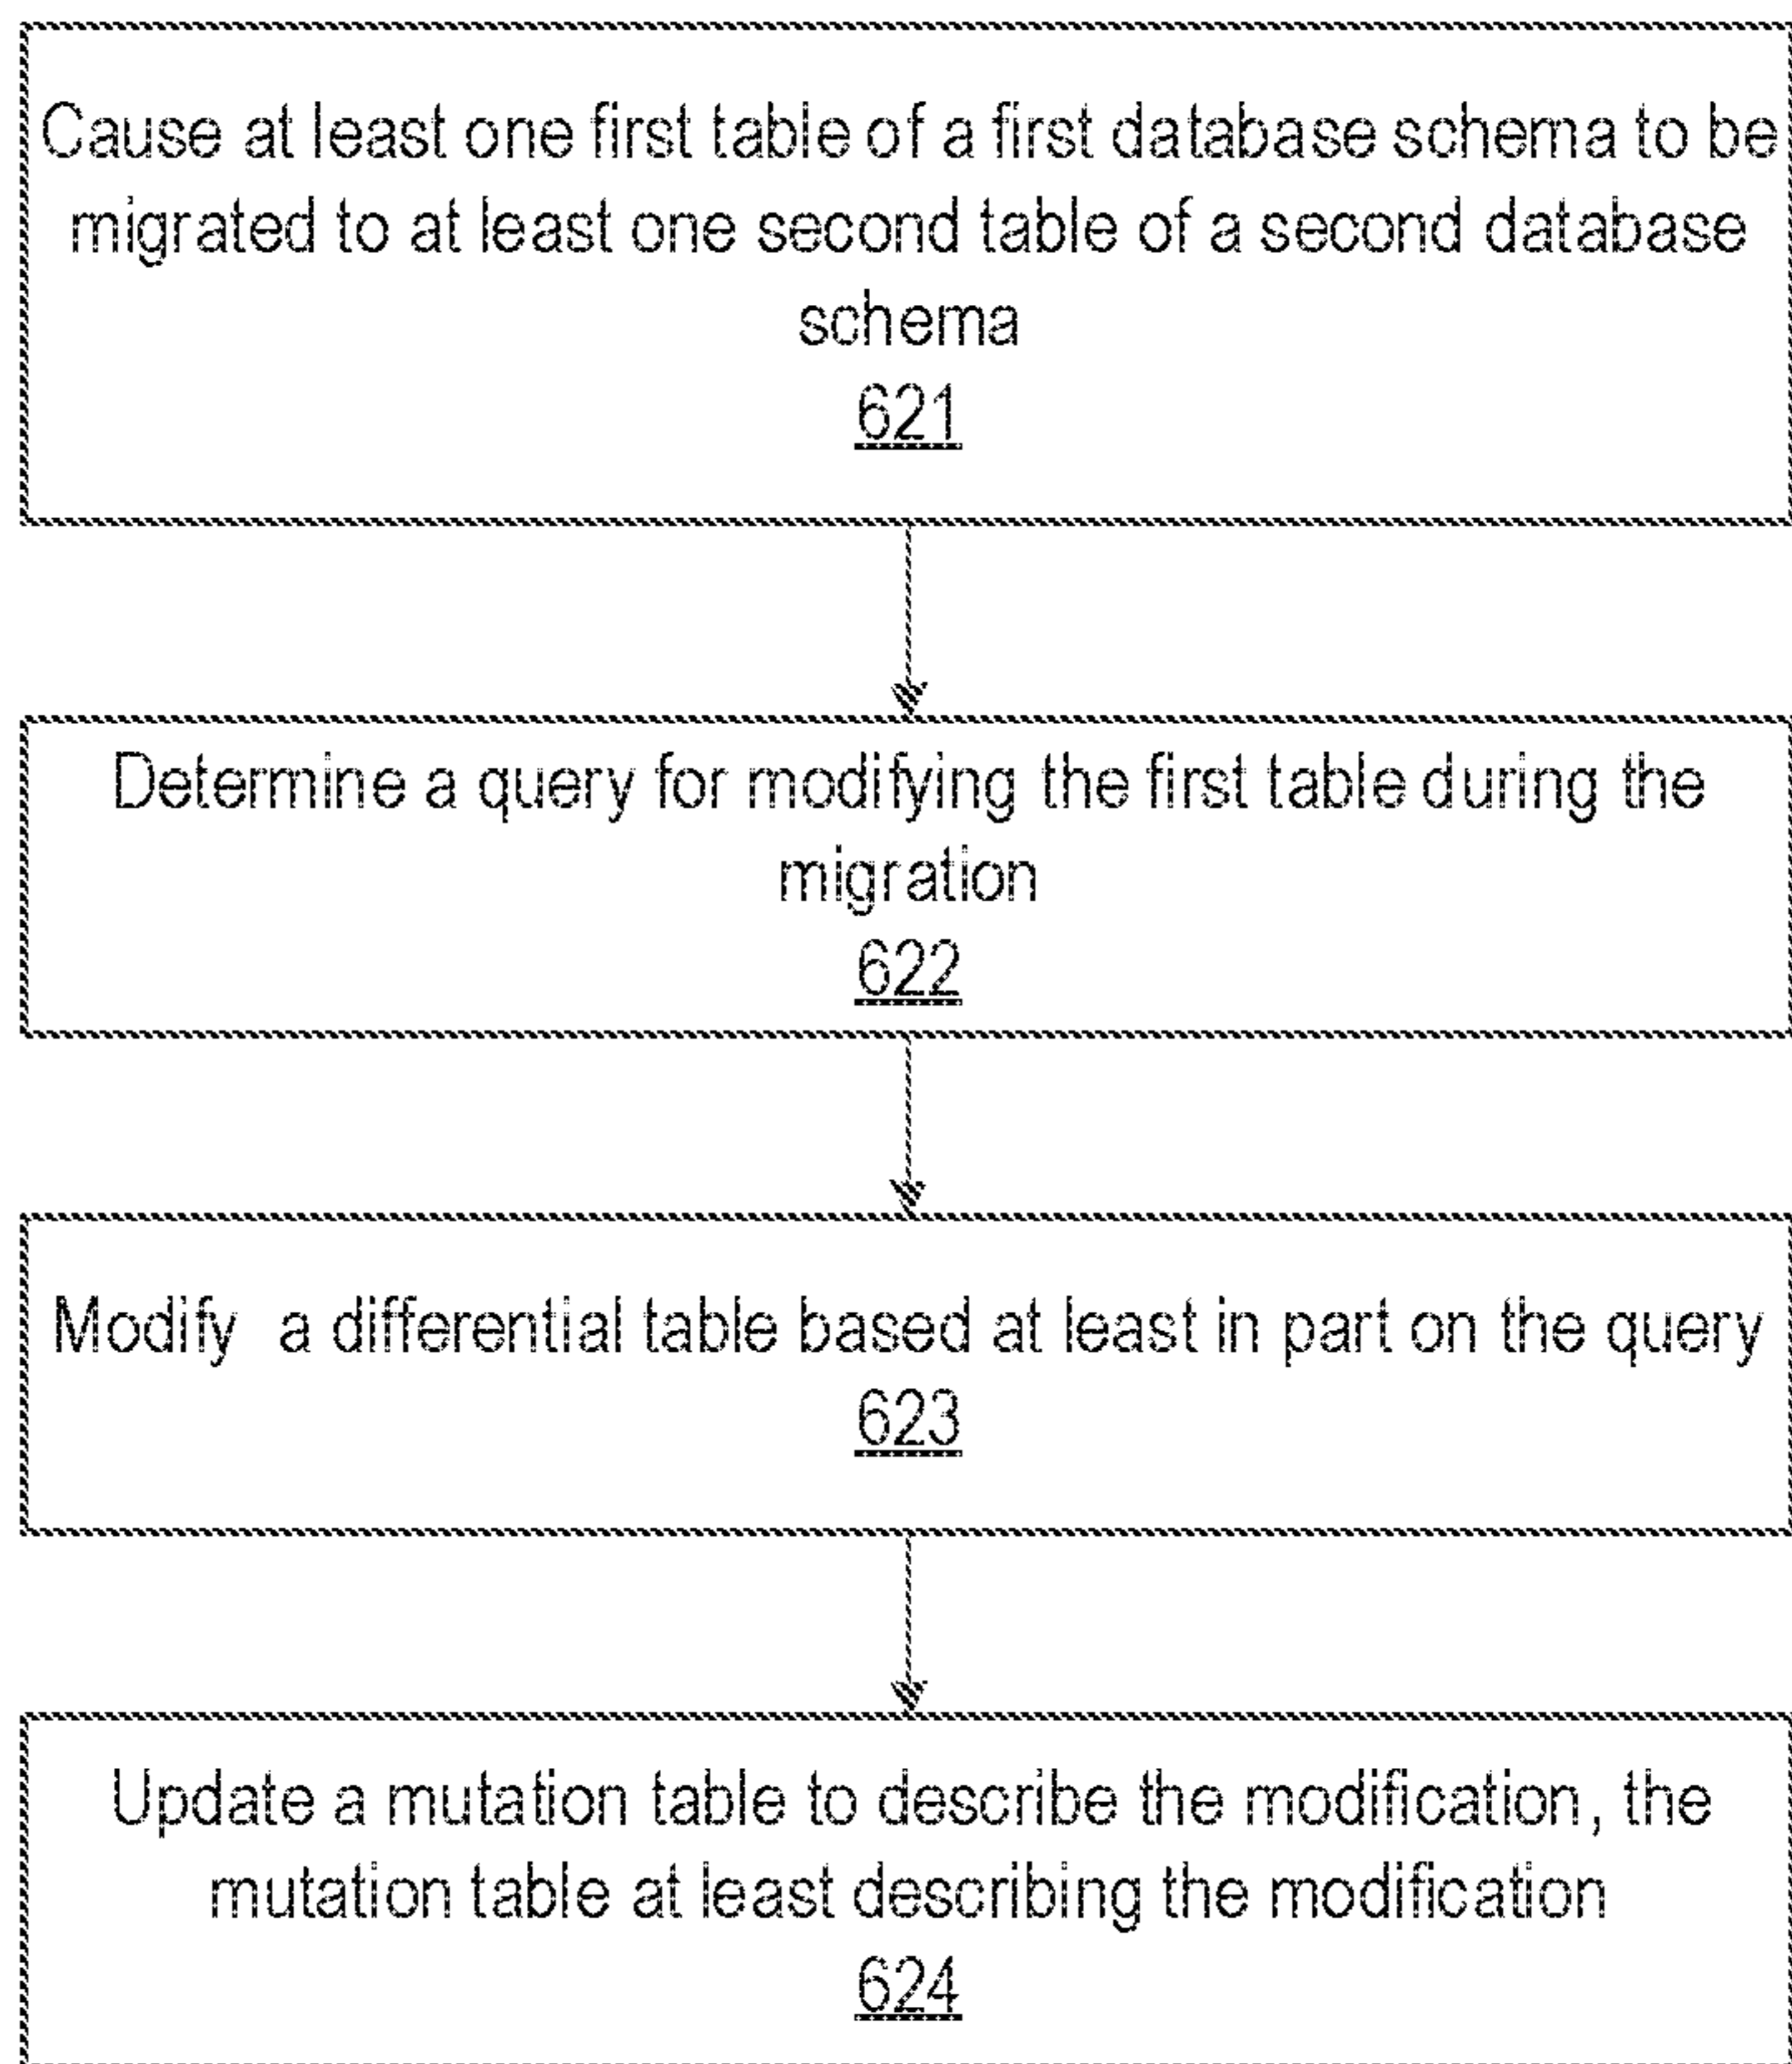 Cause at least one first table of a first database schema to be
migrated to at least one second table of a second database
schema
621
Determine a query for modifying the first table during the
migration
622
Modify a differential table based at least in part on the query
623
Update a mutation table to describe the modification, the
mutation table at least describing the modification
624